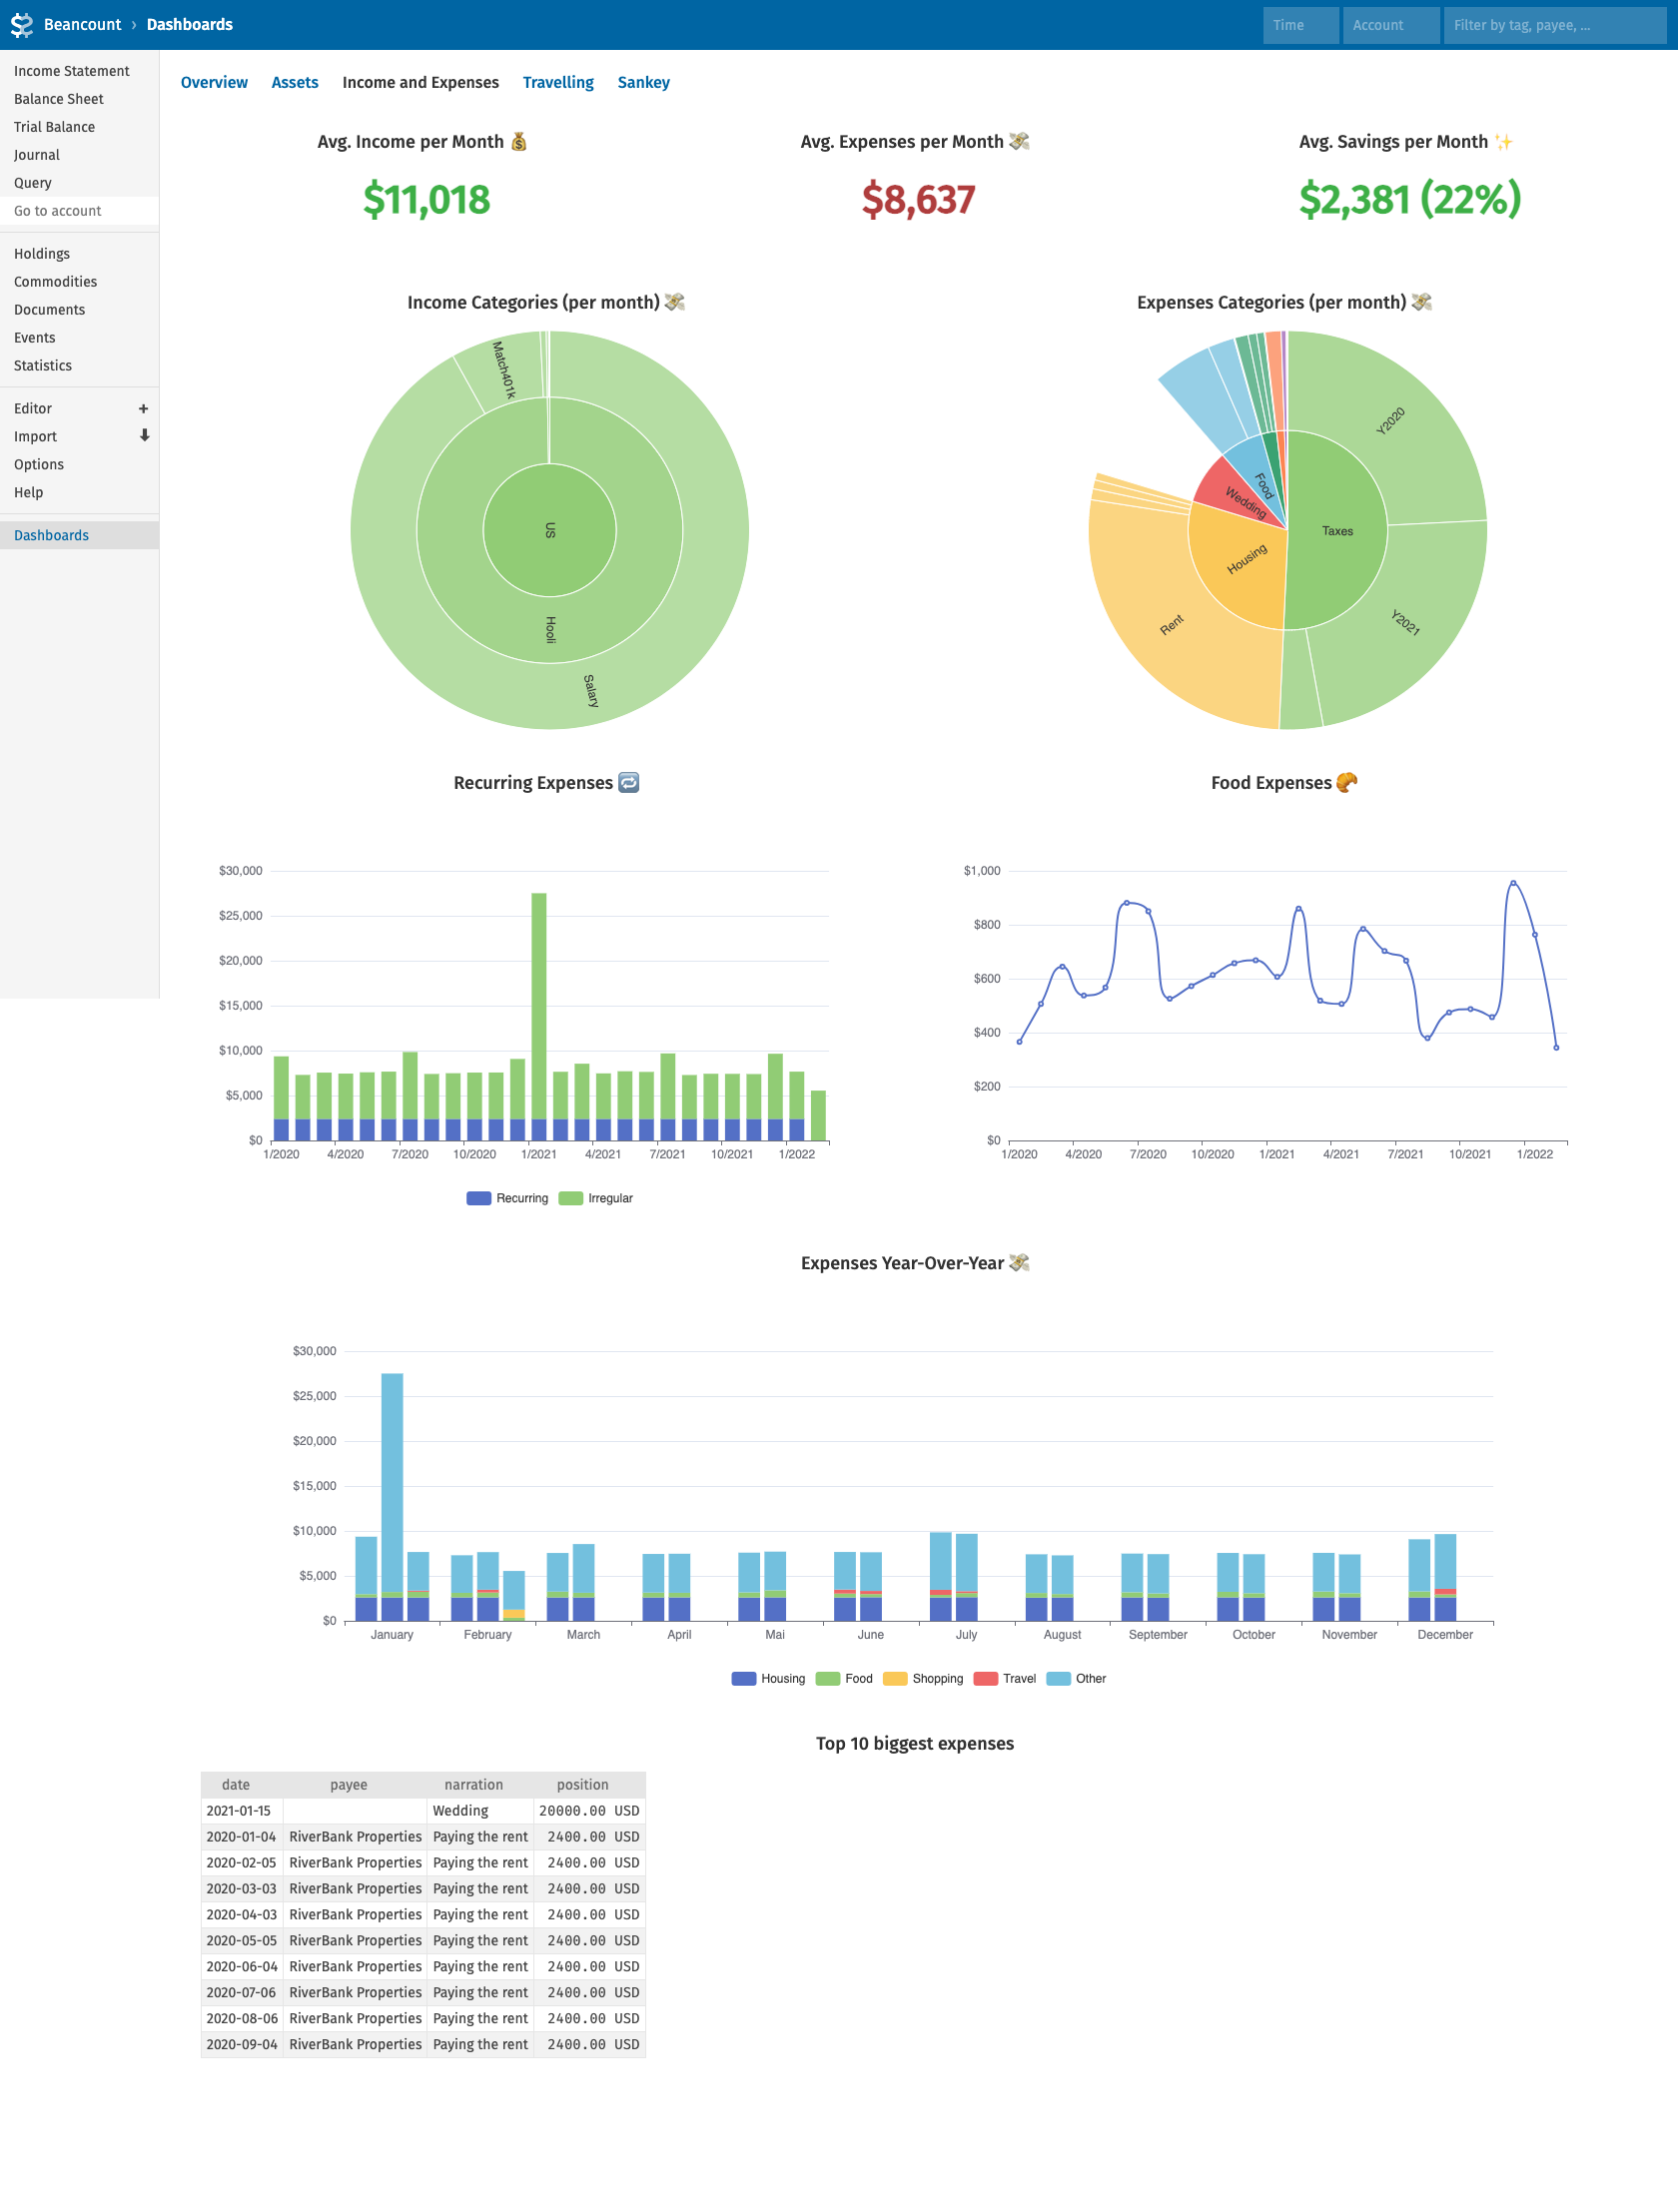 Beancount › Dashboards
Time
Account
Filter by tag, payee, ...
Income Statement
Balance Sheet
Trial Balance
Journal
Query
Go to account
Holdings
Commodities
Documents
Events
Statistics
Editor +
Import
Options
Help
Dashboards
Overview Assets Income and Expenses Travelling Sankey
Avg. Income per Month 💰
$11,018
Avg. Expenses per Month 💸
$8,637
Avg. Savings per Month ✨
$2,381 (22%)
Income Categories (per month) 💸
Match401k
US
Hooli
Salary
Expenses Categories (per month) 💸
Y2020
Food
Wedding
Taxes
Housing
Rent
Y2021
Recurring Expenses 🔁
$30,000
$25,000
$20,000
$15,000
$10,000
$5,000
$0
1/2020 4/2020 7/2020 10/2020 1/2021 4/2021 7/2021 10/2021 1/2022
Recurring Irregular
Food Expenses 🥐
$1,000
$800
$600
$400
$200
$0
1/2020 4/2020 7/2020 10/2020 1/2021 4/2021 7/2021 10/2021 1/2022
Expenses Year-Over-Year 💸
$30,000
$25,000
$20,000
$15,000
$10,000
$5,000
$0
January February March April Mai June July August September October November December
Housing Food Shopping Travel Other
Top 10 biggest expenses
date payee narration position
2021-01-15 Wedding 20000.00 USD
2020-01-04 RiverBank Properties Paying the rent 2400.00 USD
2020-02-05 RiverBank Properties Paying the rent 2400.00 USD
2020-03-03 RiverBank Properties Paying the rent 2400.00 USD
2020-04-03 RiverBank Properties Paying the rent 2400.00 USD
2020-05-05 RiverBank Properties Paying the rent 2400.00 USD
2020-06-04 RiverBank Properties Paying the rent 2400.00 USD
2020-07-06 RiverBank Properties Paying the rent 2400.00 USD
2020-08-06 RiverBank Properties Paying the rent 2400.00 USD
2020-09-04 RiverBank Properties Paying the rent 2400.00 USD